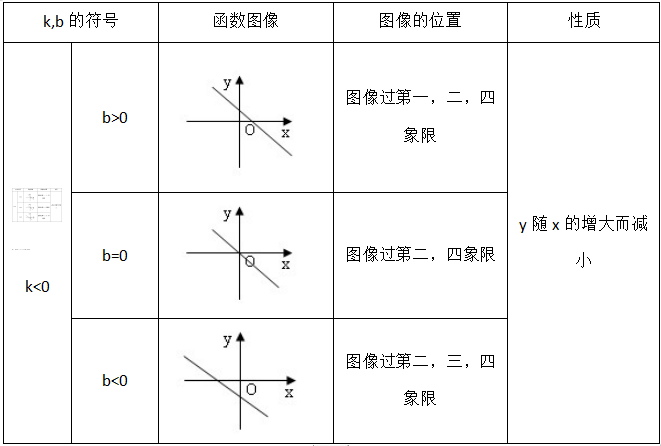 k,b 的符号
函数图像
图像的位置
性质
k<0
b>0
y
O
x
图像过第一，二，四
象限
y 随 x 的增大而减
小
b=0
y
O
x
图像过第二，四象限
b<0
y
O
x
图像过第二，三，四
象限